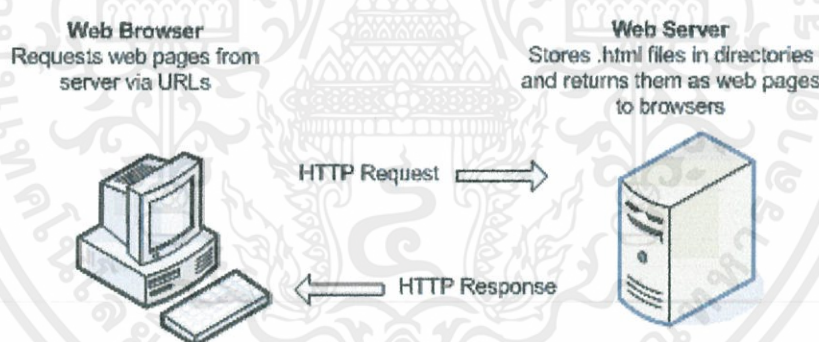 Web Browser
Requests web pages from
server via URLs
Web Server
Stores .html files in directories
and returns them as web pages
to browsers
HTTP Request
HTTP Response